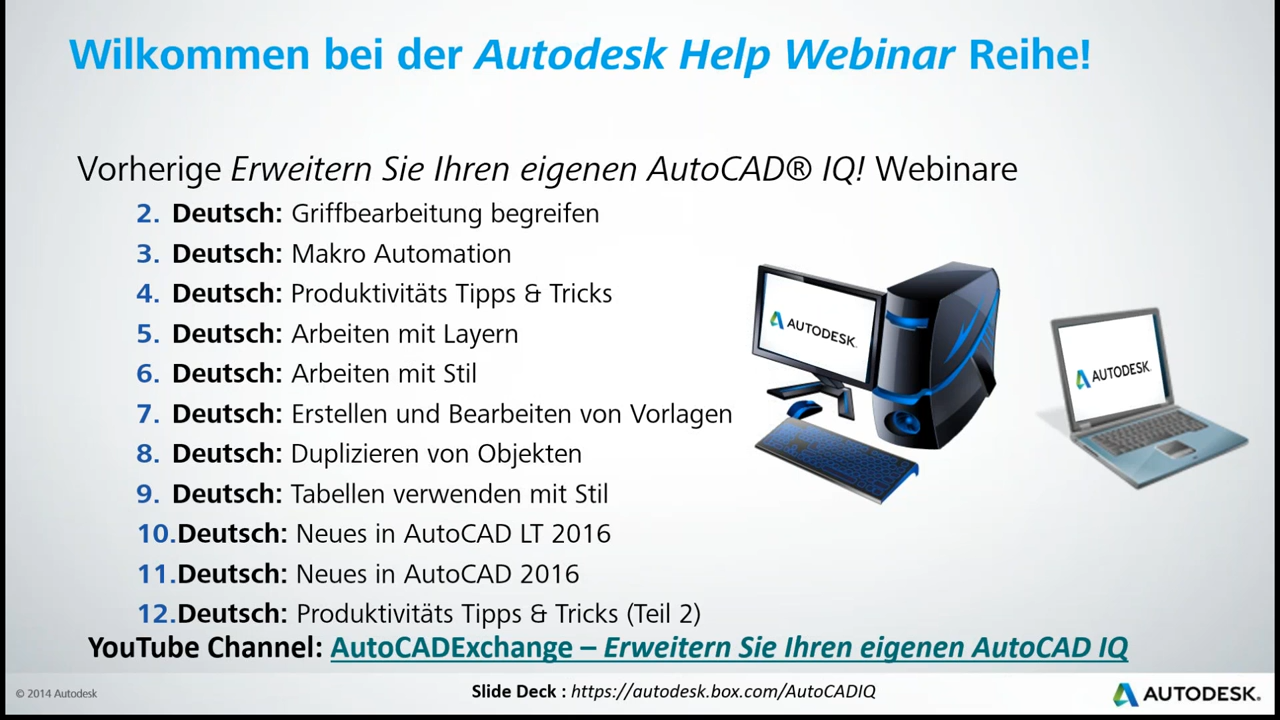 Wilkommen bei der Autodesk Help Webinar Reihe!
Vorherige Erweitern Sie Ihren eigenen AutoCAD® IQ! Webinare
2. Deutsch: Griffbearbeitung begreifen
3. Deutsch: Makro Automation
4. Deutsch: Produktivitäts Tipps & Tricks
5. Deutsch: Arbeiten mit Layern
6. Deutsch: Arbeiten mit Stil
7. Deutsch: Erstellen und Bearbeiten von Vorlagen
8. Deutsch: Duplizieren von Objekten
9. Deutsch: Tabellen verwenden mit Stil
10.Deutsch: Neues in AutoCAD LT 2016
11.Deutsch: Neues in AutoCAD 2016
12.Deutsch: Produktivitäts Tipps & Tricks (Teil 2)
AUTODESK.
AUTODESK.
YouTube Channel: AutoCADExchange – Erweitern Sie Ihren eigenen AutoCAD IQ
© 2014 Autodesk
Slide Deck : https://autodesk.box.com/AutoCADIQ
AUTODESK.